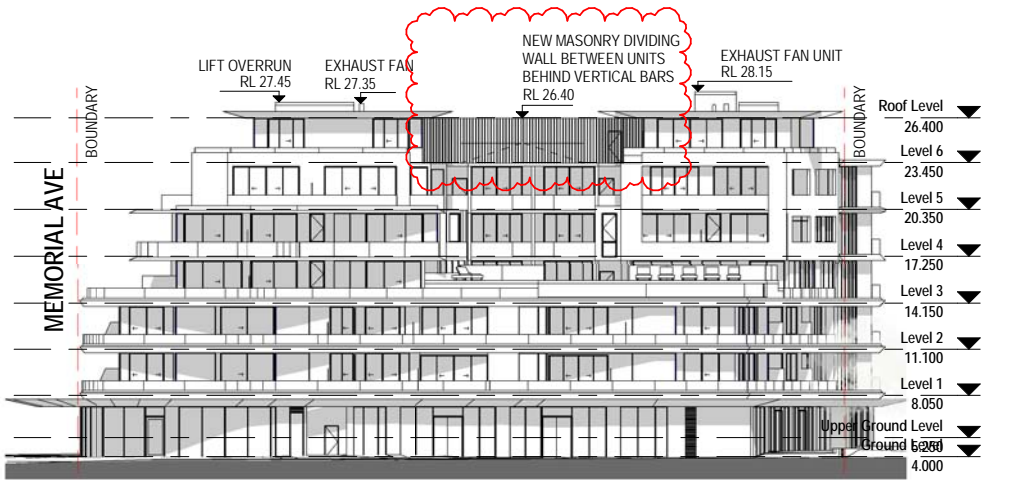 NEW MASONRY DIVIDING
WALL BETWEEN UNITS
BEHIND VERTICAL BARS
RL 26.40
LIFT OVERRUN
RL 27.45
EXHAUST FAN
RL 27.35
EXHAUST FAN UNIT
RL 28.15
BOUNDARY
BOUNDARY
MEMORIAL AVE
Roof Level
26.400
Level 6
23.450
Level 5
20.350
Level 4
17.250
Level 3
14.150
Level 2
11.100
Level 1
8.050
Upper Ground Level
Ground Level
4.000